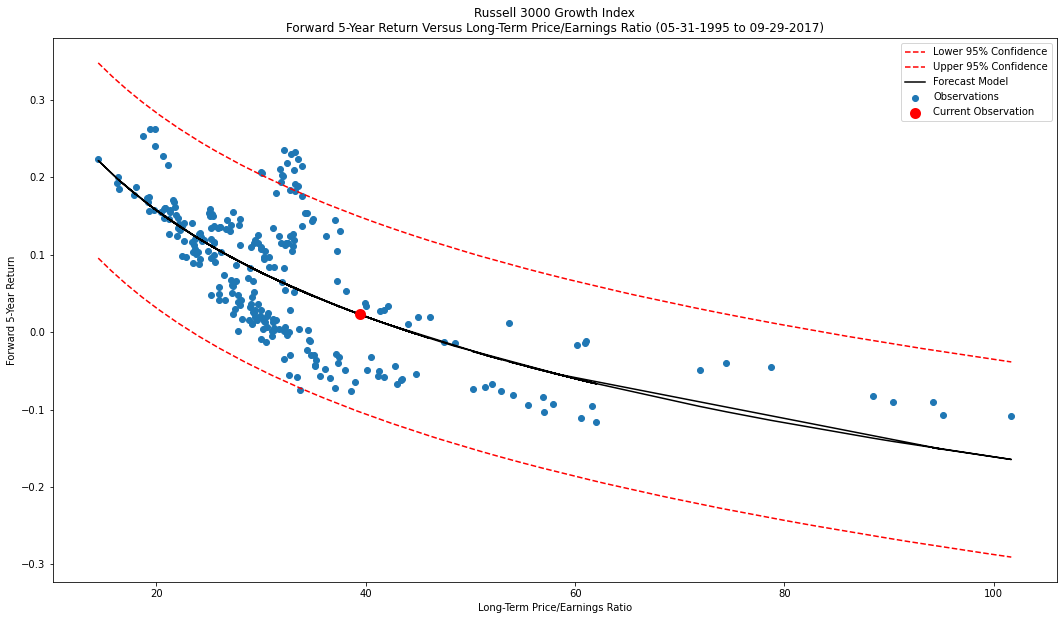 Russell 3000 Growth Index
Forward 5-Year Return Versus Long-Term Price/Earnings Ratio (05-31-1995 to 09-29-2017)
Lower 95% Confidence
Upper 95% Confidence
Forecast Model
Observations
Current Observation
Forward 5-Year Return
0.3
0.2
0.1
0.0
−0.1
−0.2
−0.3
20
40
60
80
100
Long-Term Price/Earnings Ratio